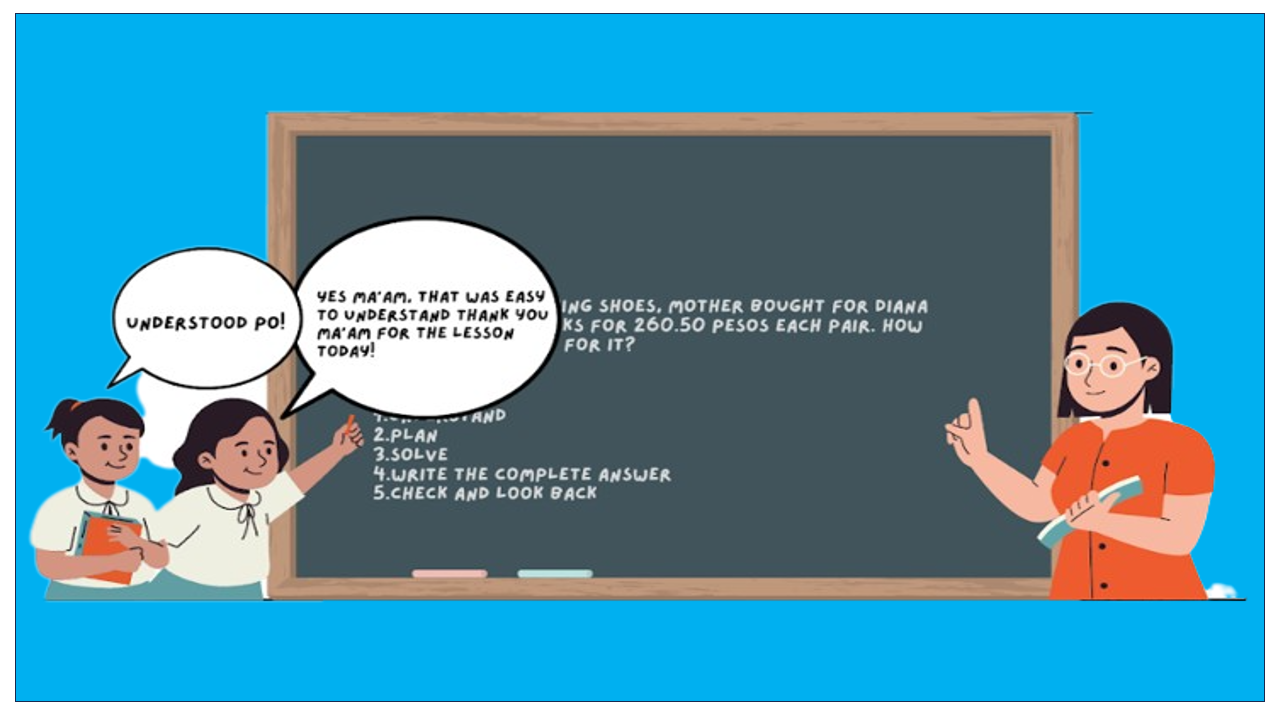 UNDERSTOOD PO!
YES MA'AM, THAT WAS EASY
TO UNDERSTAND THANK YOU
MA'AM FOR THE LESSON
TODAY!
SHOES, MOTHER BOUGHT FOR DIANA
FOR 260.50 PESOS EACH PAIR. HOW
FOR IT?
1.UNDERSTAND
2.PLAN
3.SOLVE
4.WRITE THE COMPLETE ANSWER
5.CHECK AND LOOK BACK